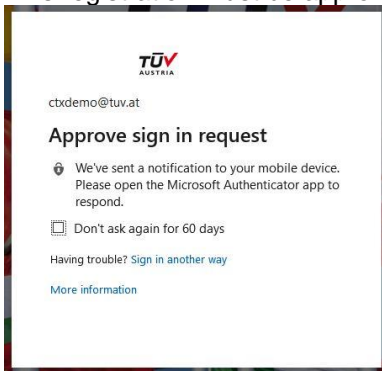 TÜV
AUSTRIA
ctxdemo@tuv.at
Approve sign in request
We've sent a notification to your mobile device.
Please open the Microsoft Authenticator app to
respond.
Don't ask again for 60 days
Having trouble? Sign in another way
More information